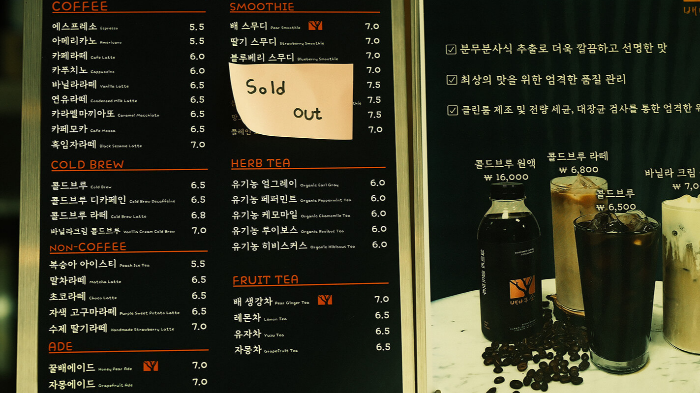 COFFEE
에스프레소 Espresso 5.5
아메리카노 Americano 5.5
카페라떼 Cafe Latte 6.0
카푸치노 Cappuccino 6.0
바닐라라떼 Vanilla Latte 6.5
연유라떼 Condensed Milk Latte 6.5
카라멜마끼아또 Caramel Macchiato 6.5
카페모카 Cafe Mocha 6.5
흑임자라떼 Black Sesame Latte 7.0
COLD BREW
콜드브루 Cold Brew 6.5
콜드브루 디카페인 Cold Brew Decaffeine 6.5
콜드브루 라떼 Cold Brew Latte 6.8
바닐라크림 콜드브루 Vanilla Cream Cold Brew 7.0
NON-COFFEE
복숭아 아이스티 Peach Ice Tea 5.5
말차라떼 Matcha Latte 6.5
초코라떼 Choco Latte 6.5
자색 고구마라떼 Purple Sweet Potato Latte 6.5
수제 딸기라떼 Handmade Strawberry Latte 7.0
ADE
꿀배에이드 Honey Pear Ade 7.0
자몽에이드 Grapefruit Ade 7.0
SMOOTHIE
배 스무디 Pear Smoothie 7.0
딸기 스무디 Strawberry Smoothie 7.0
블루베리 스무디 Blueberry Smoothie 7.0
7.0
7.5
7.5
7.0
Sold
out
HERB TEA
유기농 얼그레이 Organic Earl Grey 6.0
유기농 페퍼민트 Organic Peppermint Tea 6.0
유기농 케모마일 Organic Chamomile Tea 6.0
유기농 루이보스 Organic Rooibos Tea 6.0
유기농 히비스커스 Organic Hibiscus Tea 6.0
FRUIT TEA
배 생강차 Pear Ginger Tea 7.0
레몬차 Lemon Tea 6.5
유자차 Yuzu Tea 6.5
자몽차 Grapefruit Tea 6.5
분무분사식 추출로 더욱 깔끔하고 선명한 맛
최상의 맛을 위한 엄격한 품질 관리
클린룸 제조 및 전량 세균, 대장균 검사를 통한 엄격한
콜드브루 원액
₩ 16,000
콜드브루 라떼
₩ 6,800
콜드브루
₩ 6,500
바닐라 크림
₩ 7,0